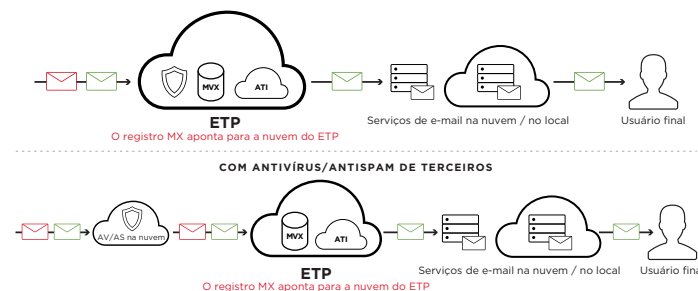 MVX
ATI
ETP
O registro MX aponta para a nuvem do ETP
Serviços de e-mail na nuvem / no local
Usuário final
COM ANTIVÍRUS/ANTISPAM DE TERCEIROS
AV/AS na nuvem
MVX
ATI
ETP
O registro MX aponta para a nuvem do ETP
Serviços de e-mail na nuvem / no local
Usuário fina